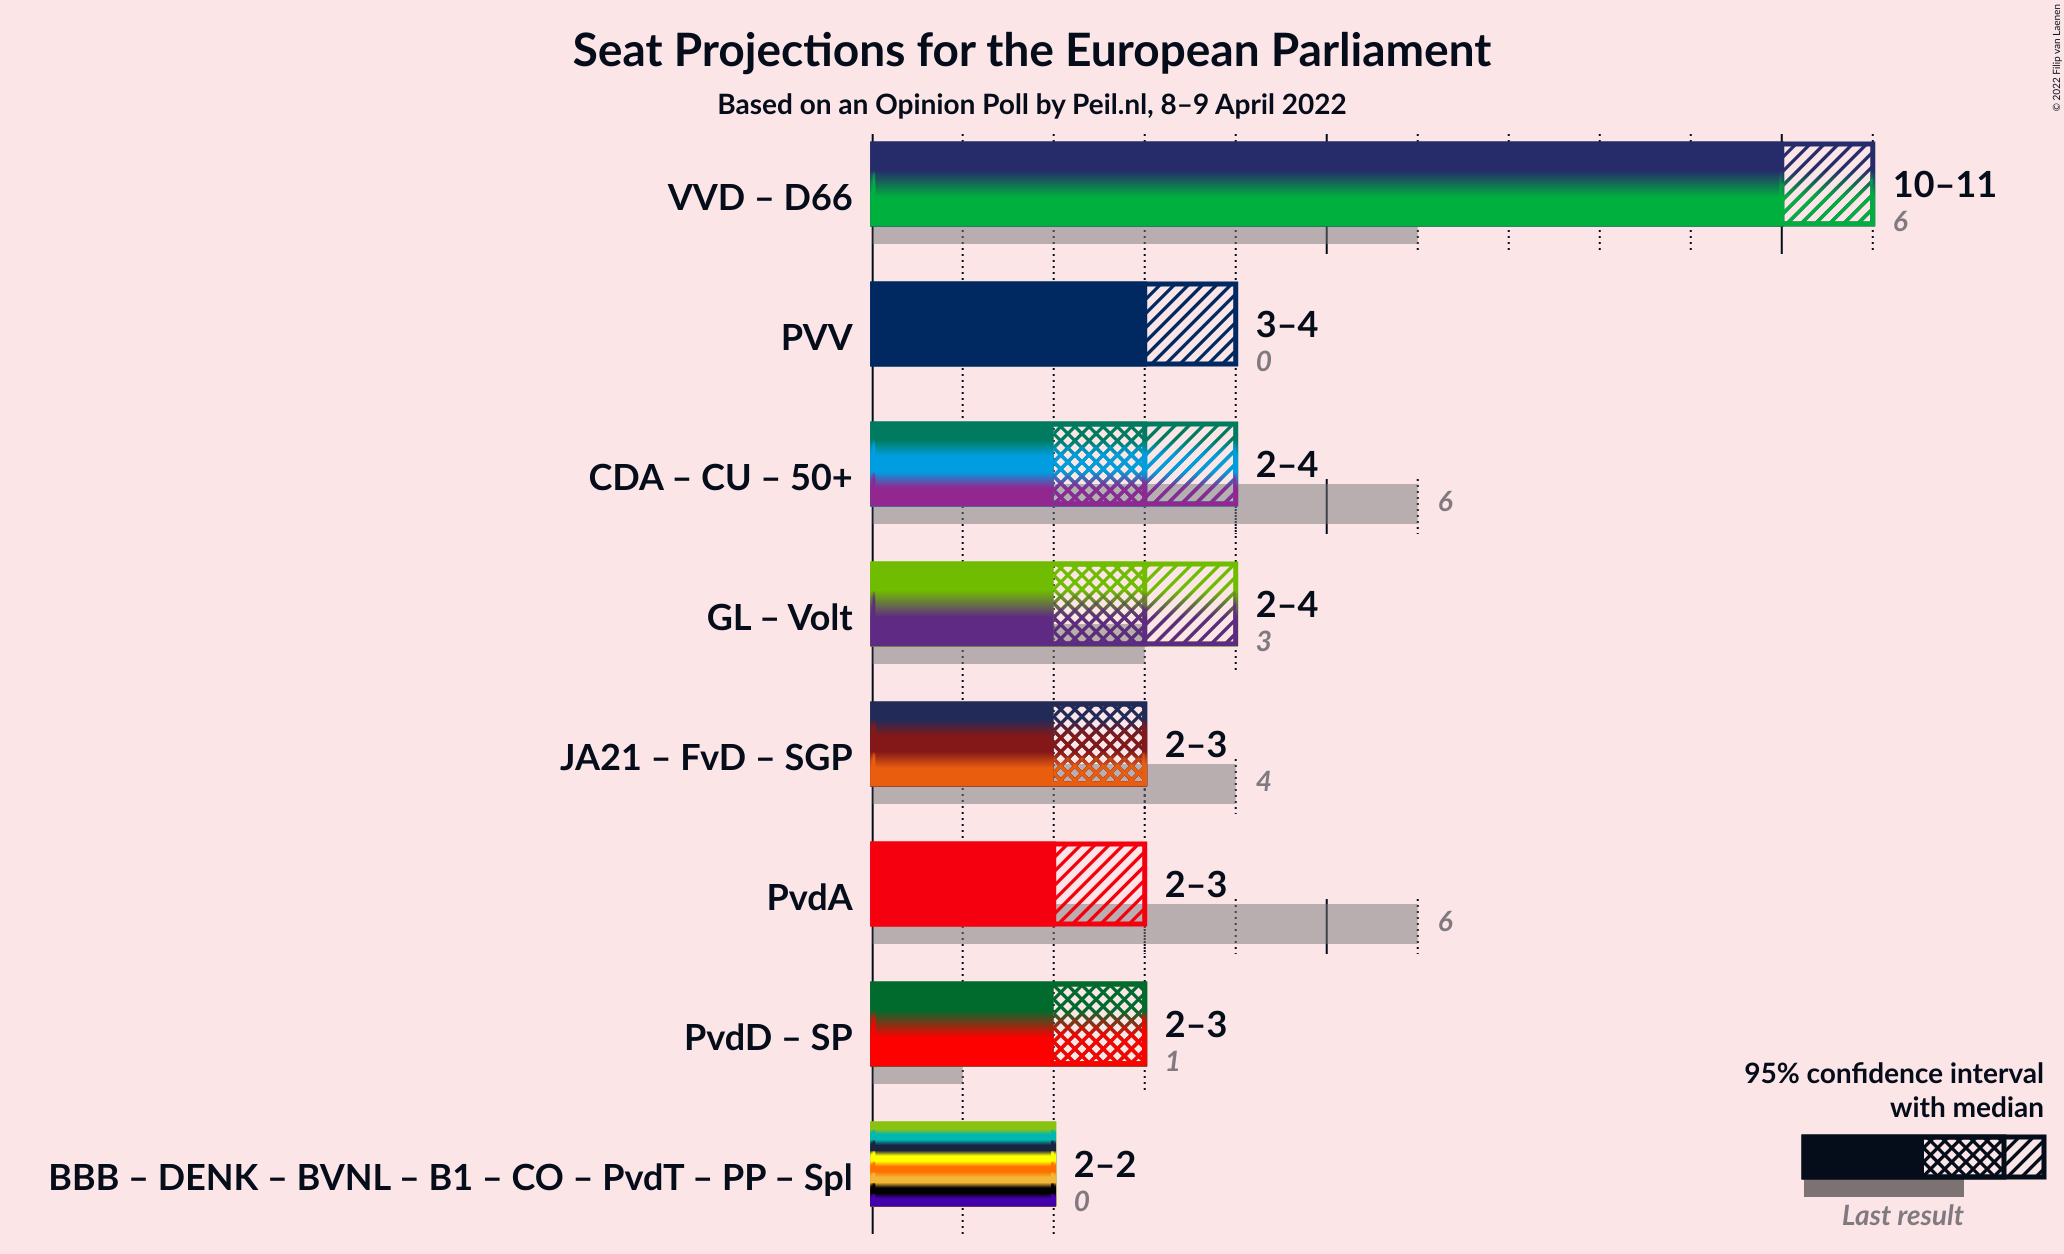 Seat Projections for the European Parliament
Based on an Opinion Poll by Peil.nl, 8–9 April 2022
© 2022 Filip van Laenen
VVD – D66
10–11
6
PVV
3–4
0
CDA – CU – 50+
2–4
6
GL – Volt
2–4
3
JA21 – FvD – SGP
2–3
4
PvdA
2–3
6
PvdD – SP
2–3
1
BBB – DENK – BVNL – B1 – CO – PvdT – PP – Spl
2–2
0
95% confidence interval
with median
Last result